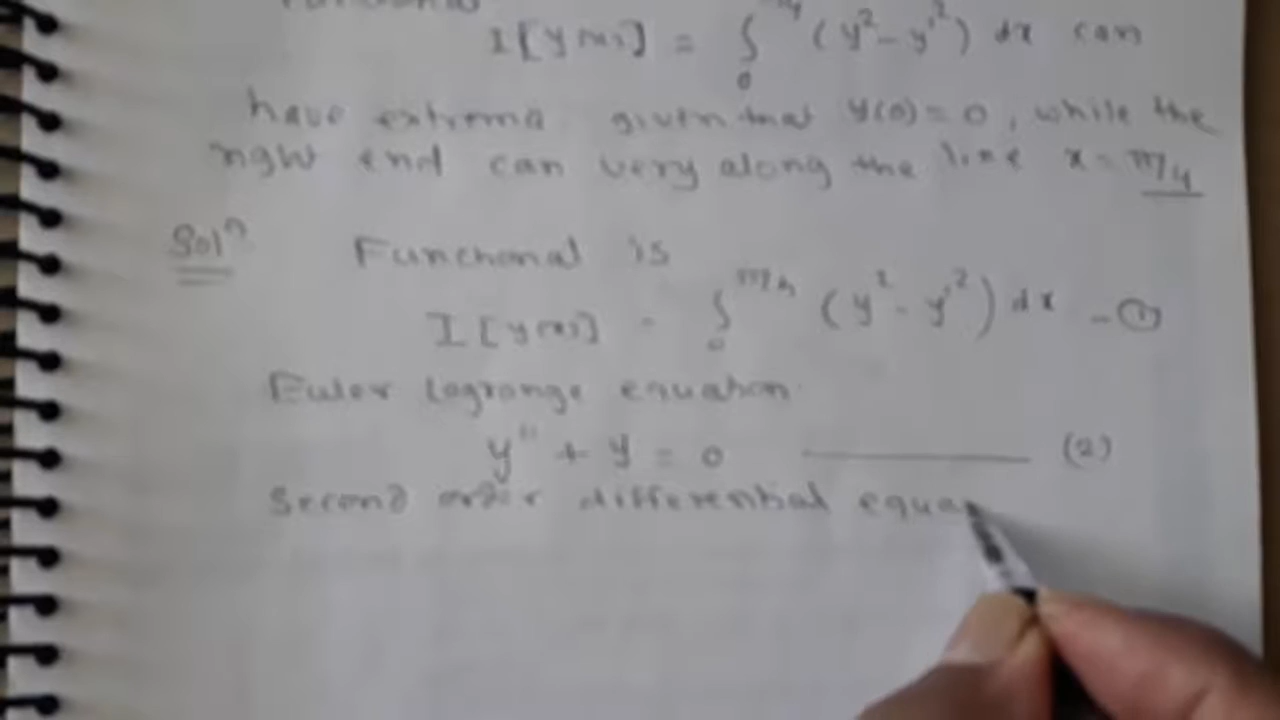 I[y(x)] = ∫₀ (y² - y'²) dx can
have extrema given that y(0) = 0, while the
right end can very along the line x = π/4
Solⁿ Functional is
I[y(x)] = ∫₀^π/4 (y² - y'²) dx - ①
Euler Lagrange equation
y'' + y = 0 ——— (2)
Second order differential equa